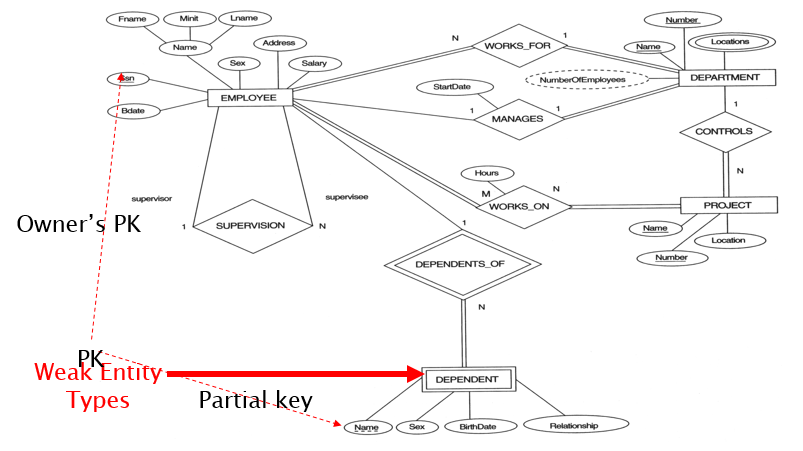 Fname
Minit
Lname
Number
Name
Address
N
1
WORKS_FOR
Name
Locations
Sex
Salary
Ssn
StartDate
NumberOfEmployees
DEPARTMENT
EMPLOYEE
Bdate
1
MANAGES
1
1
CONTROLS
Hours
N
supervisor
supervisee
M
N
WORKS_ON
PROJECT
Owner's PK
1
SUPERVISION
N
1
Name
Location
Number
DEPENDENTS_OF
N
PK
Weak Entity
Types
DEPENDENT
Partial key
Name
Sex
BirthDate
Relationship